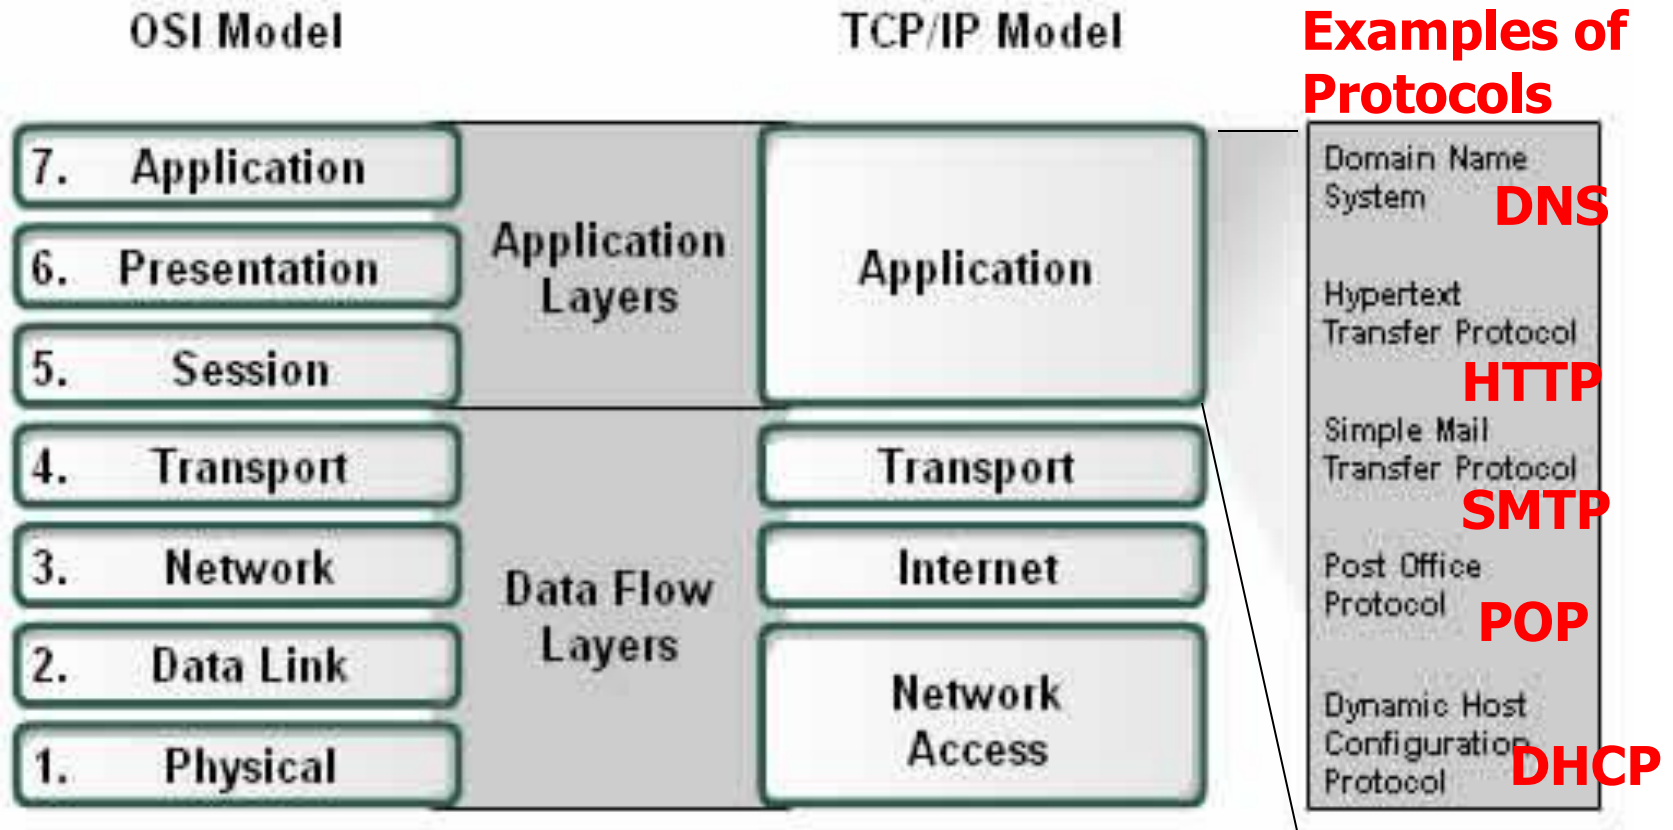 OSI Model
TCP/IP Model
Examples of
Protocols
7. Application
6. Presentation
5. Session
4. Transport
3. Network
2. Data Link
1. Physical
Application
Layers
Data Flow
Layers
Application
Transport
Internet
Network
Access
Domain Name
System
DNS
Hypertext
Transfer Protocol
HTTP
Simple Mail
Transfer Protocol
SMTP
Post Office
Protocol
POP
Dynamic Host
Configuration
Protocol
DHCP